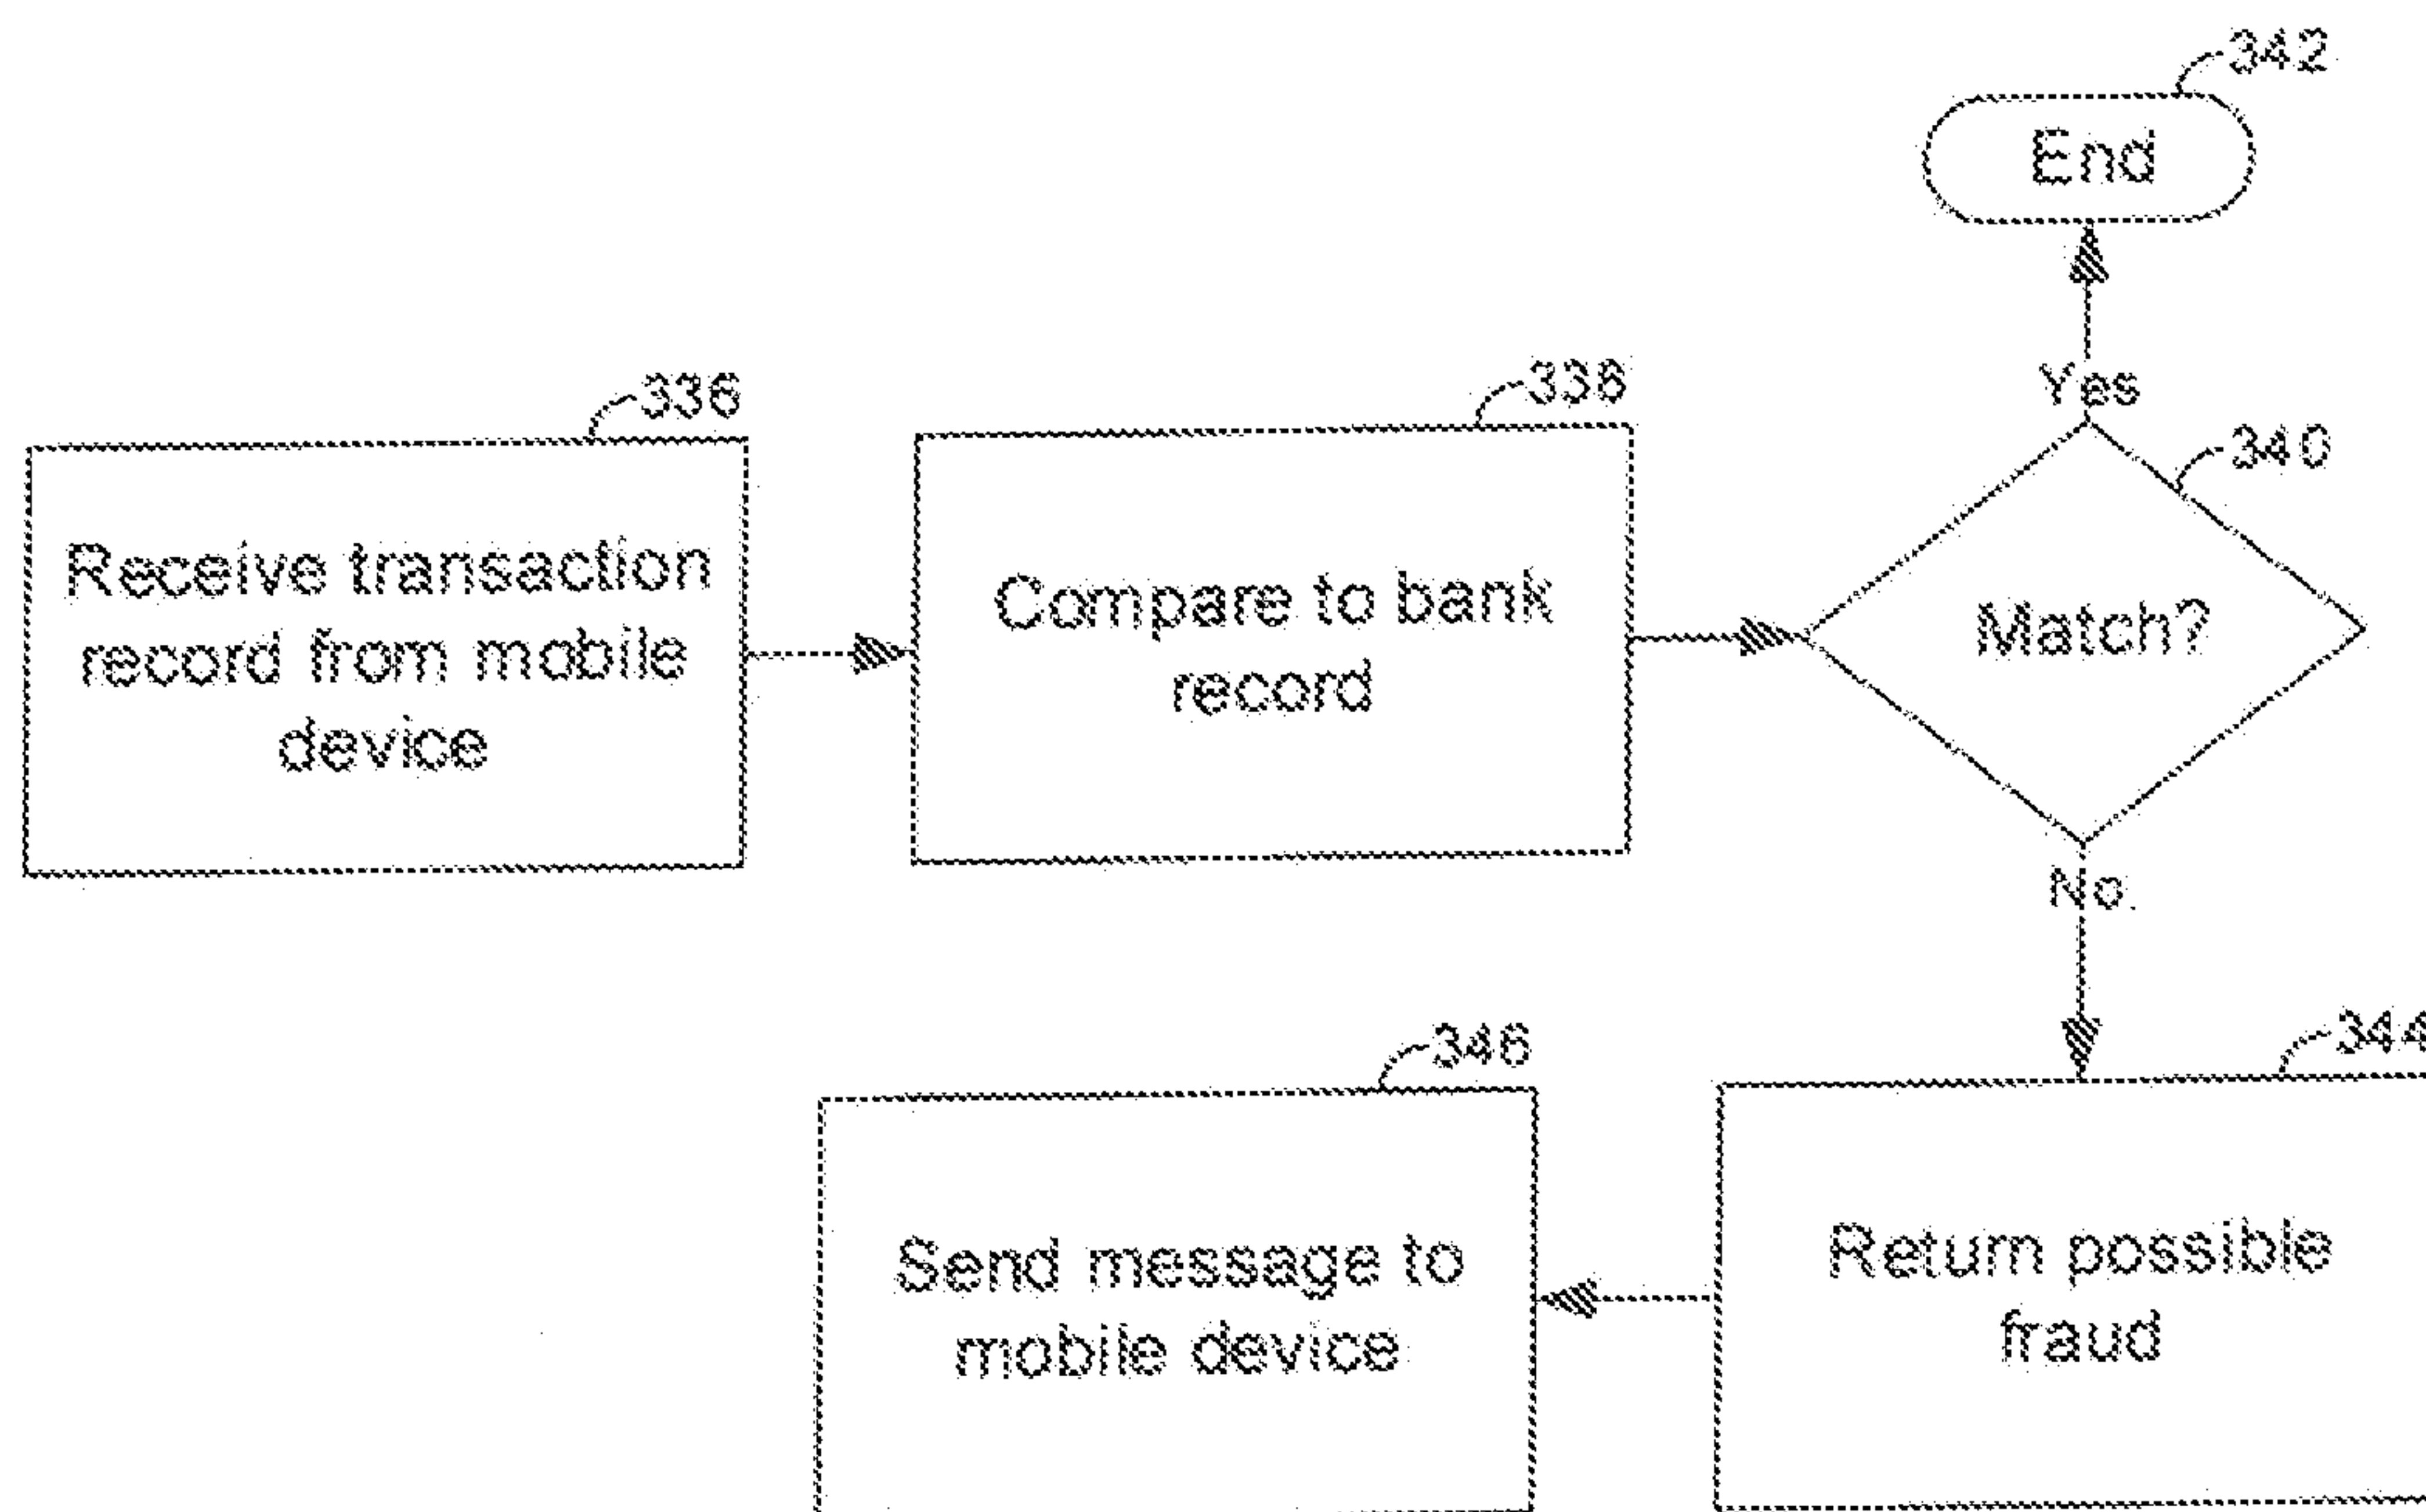 342
End
Yes
336
338
340
Receive transaction
record from mobile
device
Compare to bank
record
Match?
No
346
344
Send message to
mobile device
Return possible
fraud